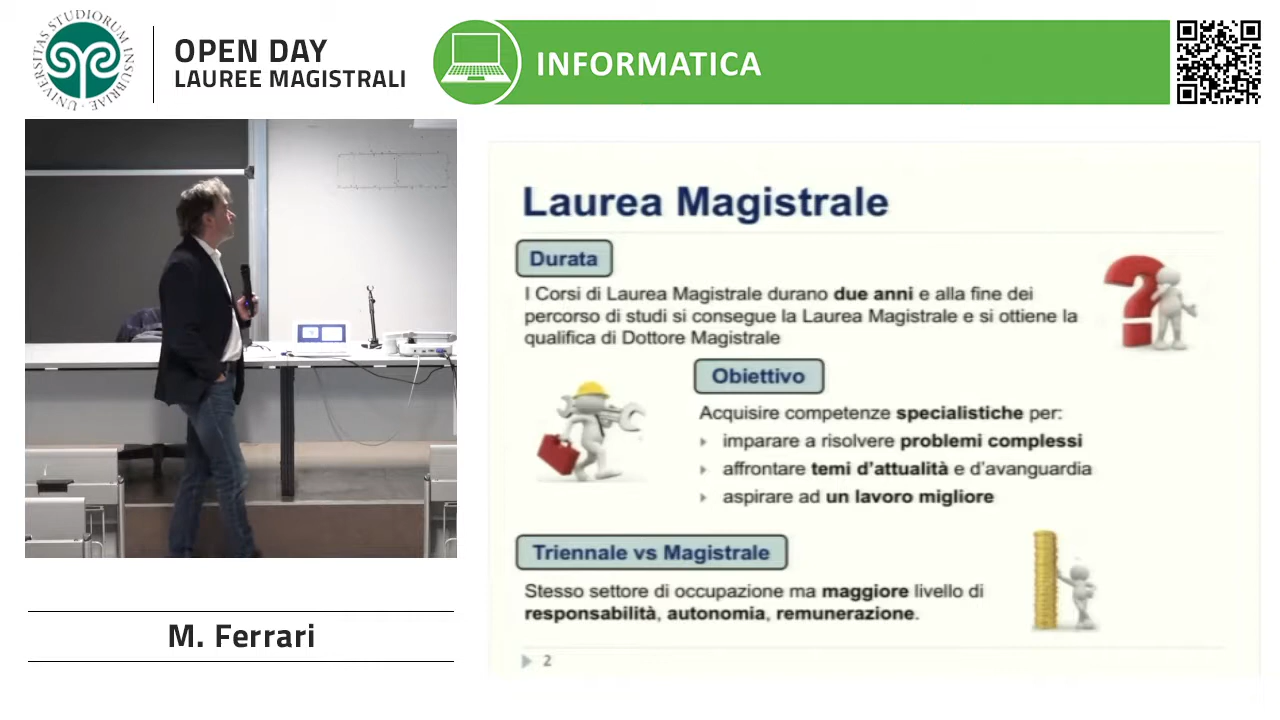 UNIVERSITAS STUDIORUM INSUBRIAE
OPEN DAY
LAUREE MAGISTRALI
INFORMATICA
M. Ferrari
Laurea Magistrale
Durata
I Corsi di Laurea Magistrale durano due anni e alla fine dei
percorso di studi si consegue la Laurea Magistrale e si ottiene la
qualifica di Dottore Magistrale
Obiettivo
Acquisire competenze specialistiche per:
imparare a risolvere problemi complessi
affrontare temi d'attualità e d'avanguardia
aspirare ad un lavoro migliore
Triennale vs Magistrale
Stesso settore di occupazione ma maggiore livello di
responsabilità, autonomia, remunerazione.
2